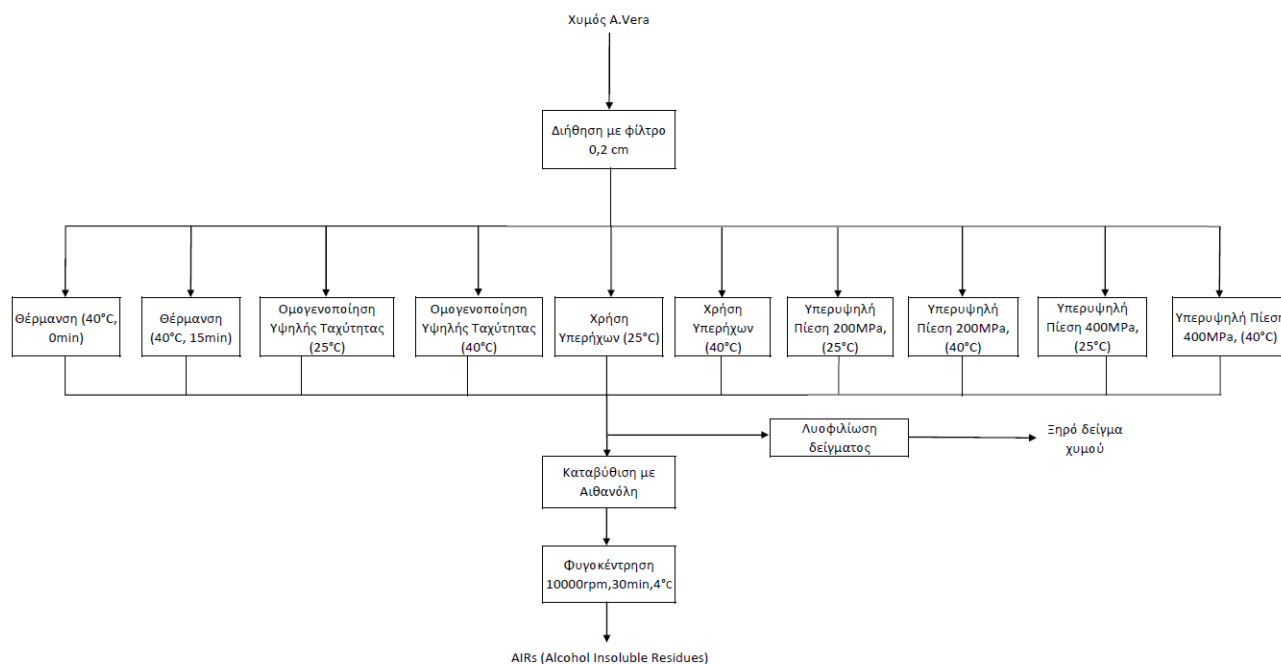 Χυμός A.Vera
Διήθηση με φίλτρο
0,2 cm
Θέρμανση (40°C,
0min)
Θέρμανση
(40°C, 15min)
Ομογενοποίηση
Υψηλής Ταχύτητας
(25°C)
Ομογενοποίηση
Υψηλής Ταχύτητας
(40°C)
Χρήση
Υπερήχων (25°C)
Χρήση
Υπερήχων
(40°C)
Υπερυψηλή
Πίεση 200MPa,
(25°C)
Υπερυψηλή
Πίεση 200MPa,
(40°C)
Υπερυψηλή
Πίεση 400MPa,
(25°C)
Υπερυψηλή Πίεση
400MPa, (40°C)
Λυοφιλίωση
δείγματος
Ξηρό δείγμα
χυμού
Καταβύθιση με
Αιθανόλη
Φυγοκέντρηση
10000rpm,30min,4°C
AIRs (Alcohol Insoluble Residues)